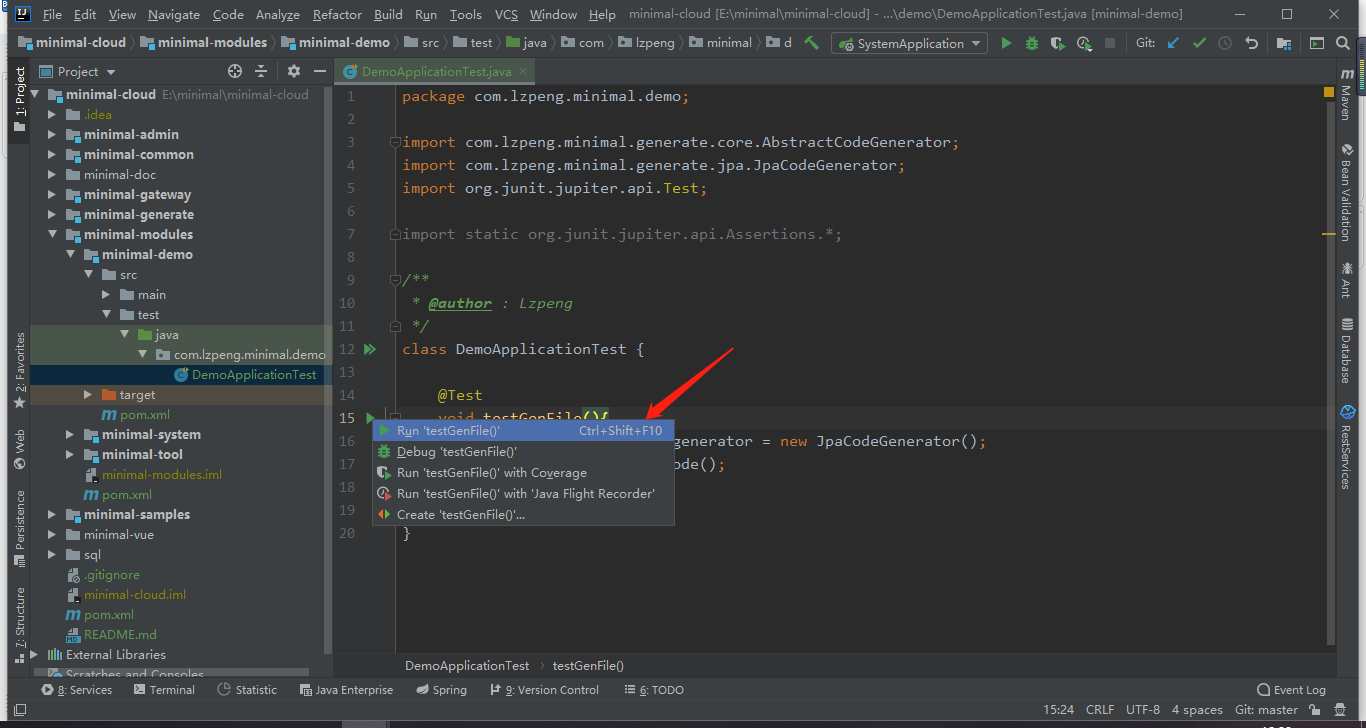 File Edit View Navigate Code Analyze Refactor Build Run Tools VCS Window Help minimal-cloud [E:\minimal\minimal-cloud] - ...\demo\DemoApplicationTest.java [minimal-demo]
minimal-cloud minimal-modules minimal-demo src test java com lzpeng minimal d SystemApplication Git:
Project
DemoApplicationTest.java
1: Project
2: Favorites
Web
Persistence
7: Structure
minimal-cloud E:\minimal\minimal-cloud
.idea
minimal-admin
minimal-common
minimal-doc
minimal-gateway
minimal-generate
minimal-modules
minimal-demo
src
main
test
java
com.lzpeng.minimal.demo
DemoApplicationTest
target
pom.xml
minimal-system
minimal-tool
minimal-modules.iml
pom.xml
minimal-samples
minimal-vue
sql
.gitignore
minimal-cloud.iml
pom.xml
README.md
External Libraries
Scratches and Consoles
1 package com.lzpeng.minimal.demo;
2
3 import com.lzpeng.minimal.generate.core.AbstractCodeGenerator;
4 import com.lzpeng.minimal.generate.jpa.JpaCodeGenerator;
5 import org.junit.jupiter.api.Test;
6
7 import static org.junit.jupiter.api.Assertions.*;
8
9 /**
10 * @author : Lzpeng
11 */
12 class DemoApplicationTest {
13
14 @Test
15 void testGenFile(){
16 generator = new JpaCodeGenerator();
17 ode();
18
19
20 }
Run 'testGenFile()' Ctrl+Shift+F10
Debug 'testGenFile()'
Run 'testGenFile()' with Coverage
Run 'testGenFile()' with 'Java Flight Recorder'
Create 'testGenFile()'...
m Maven
Bean Validation
Ant
Database
RestServices
DemoApplicationTest testGenFile()
8: Services Terminal Statistic Java Enterprise Spring 9: Version Control 6: TODO Event Log
15:24 CRLF UTF-8 4 spaces Git: master